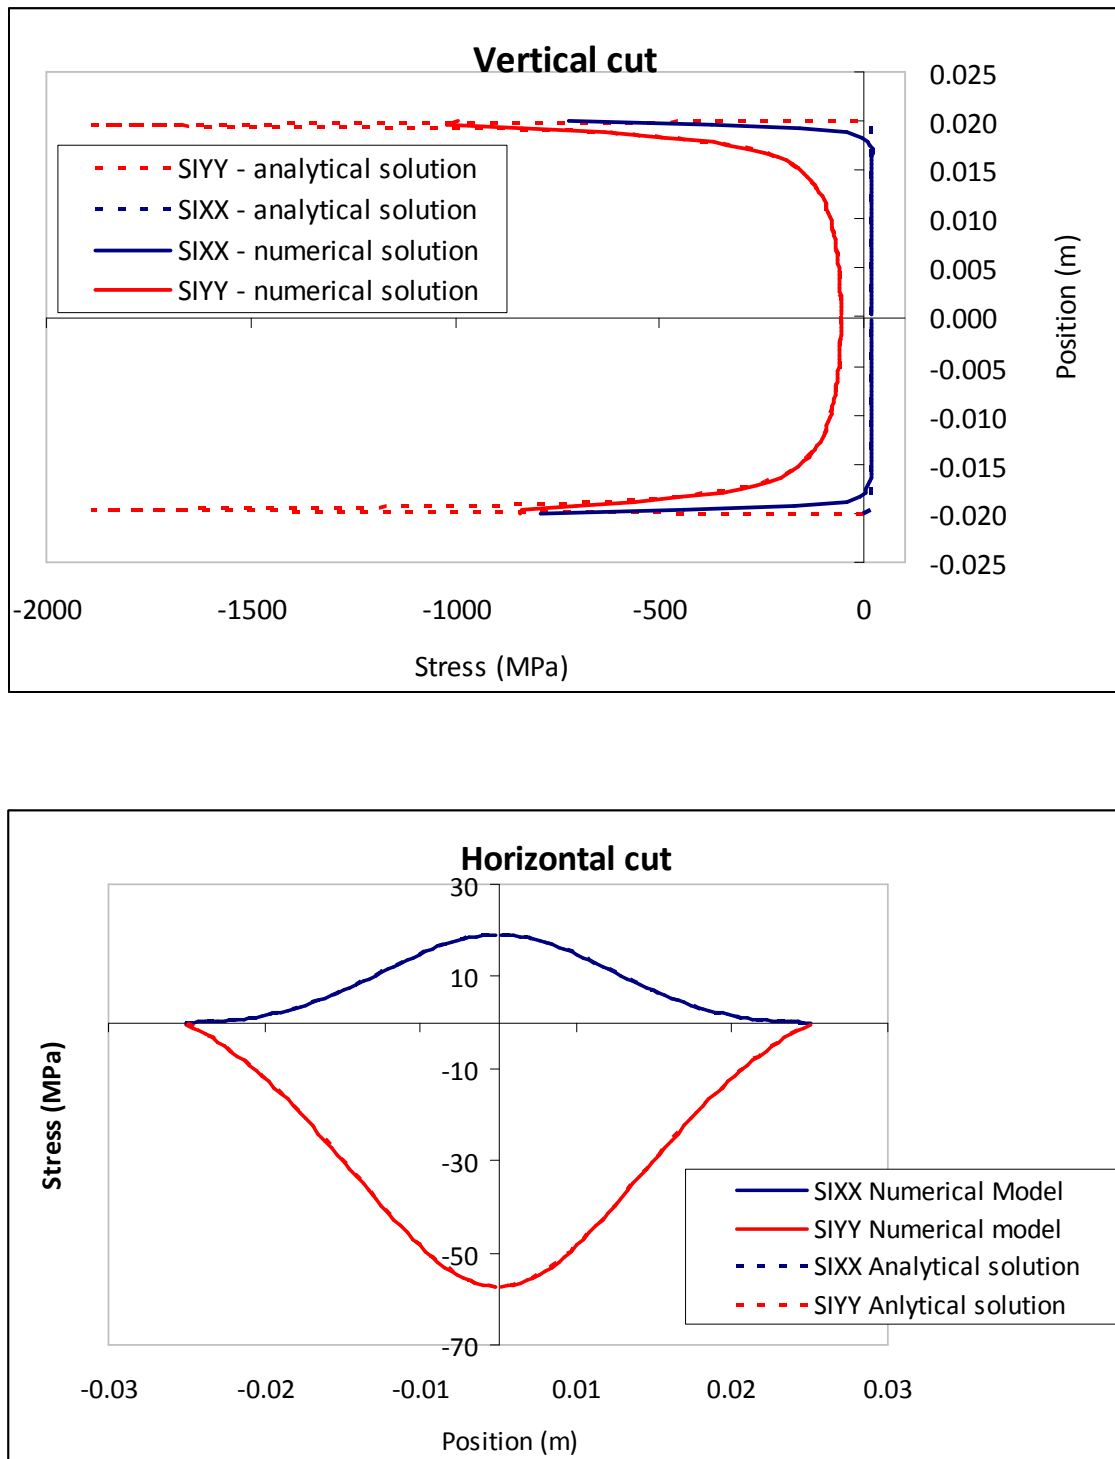 Vertical cut
0.025
0.020
0.015
0.010
0.005
0.000
-0.005
-0.010
-0.015
-0.020
-0.025
Position (m)
SIYY - analytical solution
SIXX - analytical solution
SIXX - numerical solution
SIYY - numerical solution
-2000 -1500 -1000 -500 0
Stress (MPa)
Horizontal cut
30
10
-10
-30
-50
-70
Stress (MPa)
SIXX Numerical Model
SIYY Numerical model
SIXX Analytical solution
SIYY Anlytical solution
-0.03 -0.02 -0.01 0.01 0.02 0.03
Position (m)